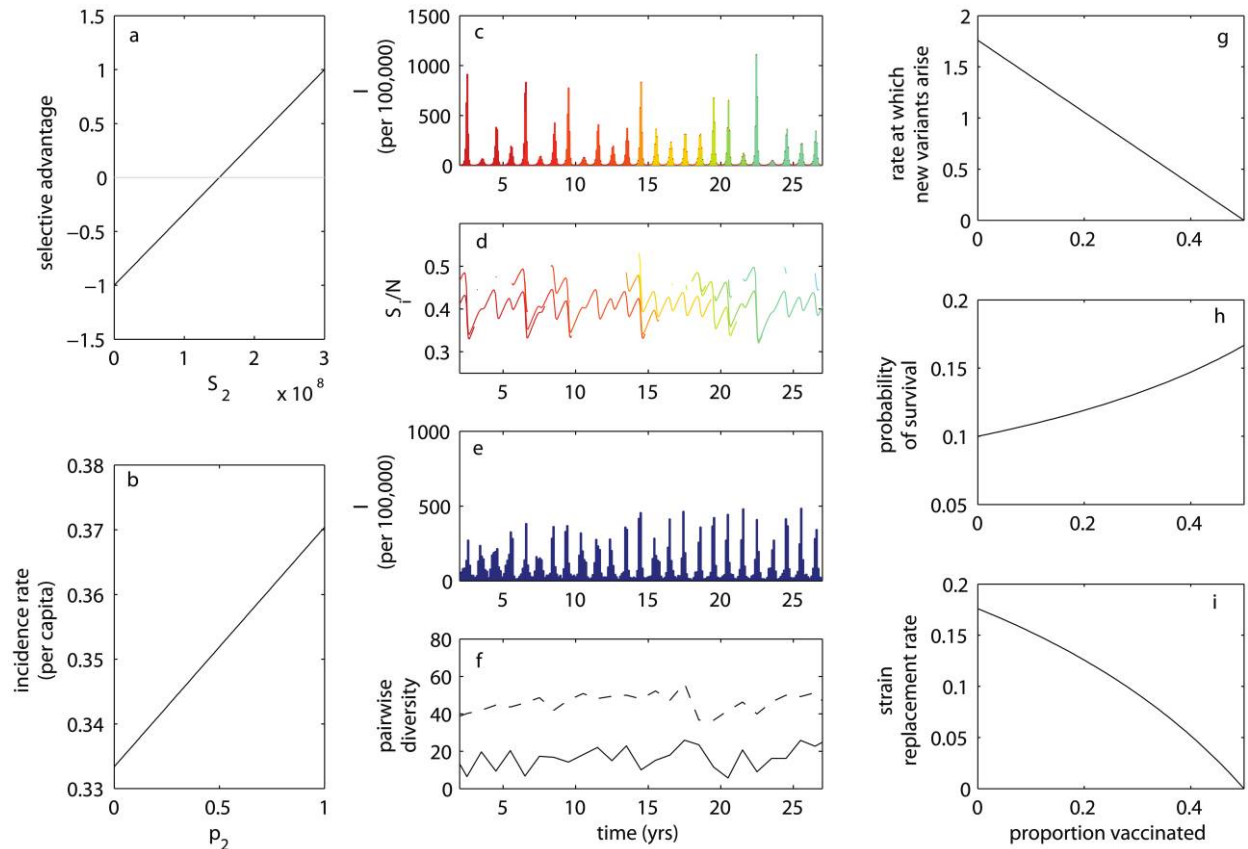 a
1.5
1
0.5
0
−0.5
−1
−1.5
selective advantage
0 1 2 3
S2
x 10^8
b
0.38
0.37
0.36
0.35
0.34
0.33
incidence rate
(per capita)
0 0.5 1
p2
c
1500
1000
500
0
I
(per 100,000)
5 10 15 20 25
d
0.5
0.4
0.3
Si/N
5 10 15 20 25
e
1000
500
0
I
(per 100,000)
5 10 15 20 25
f
80
60
40
20
0
pairwise
diversity
5 10 15 20 25
time (yrs)
g
2
1.5
1
0.5
0
rate at which
new variants arise
0 0.2 0.4
h
0.2
0.15
0.1
0.05
probability
of survival
0 0.2 0.4
i
0.2
0.15
0.1
0.05
0
strain
replacement rate
0 0.2 0.4
proportion vaccinated